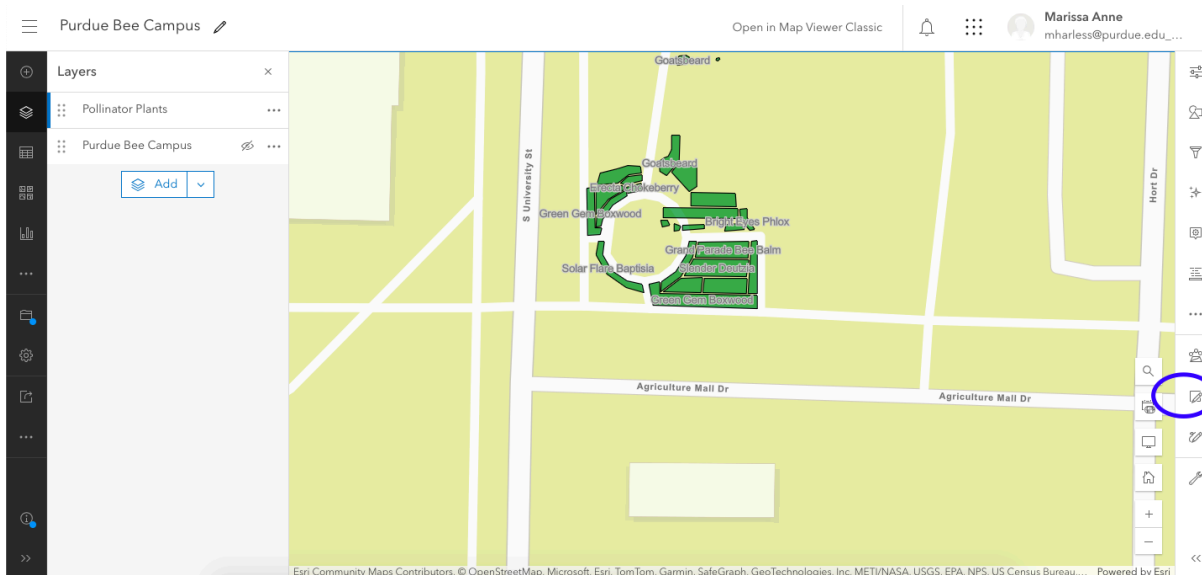 Purdue Bee Campus
Open in Map Viewer Classic
Marissa Anne
mharless@purdue.edu_...
Layers
Pollinator Plants
Purdue Bee Campus
Add
Goatsbeard
Goatsbeard
Erecta Chokeberry
Green Gem Boxwood
Bright Eyes Phlox
Grand Parade Bee Balm
Solar Flare Baptisia
Slender Deutzia
Green Gem Boxwood
S University St
Hort Dr
Agriculture Mall Dr
Agriculture Mall Dr
Esri Community Maps Contributors, © OpenStreetMap, Microsoft, Esri, TomTom, Garmin, SafeGraph, GeoTechnologies, Inc, METI/NASA, USGS, EPA, NPS, US Census Bureau,... Powered by Esri